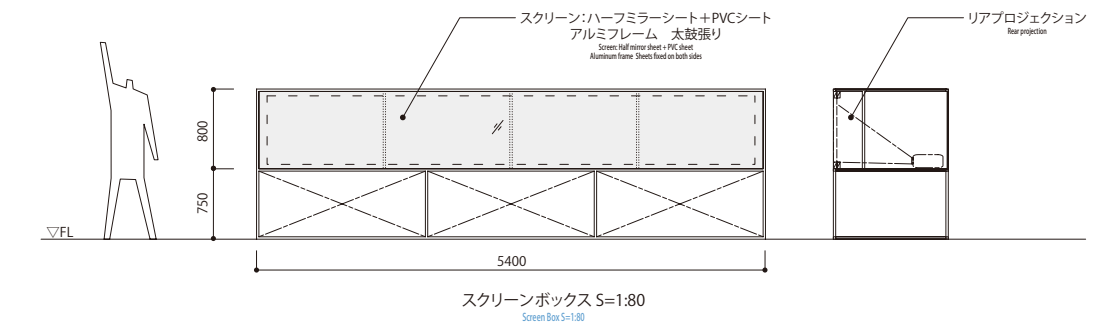 スクリーン：ハーフミラーシート＋PVCシート
アルミフレーム　太鼓張り
Screen: Half mirror sheet + PVC sheet
Aluminum frame Sheets fixed on both sides
リアプロジェクション
Rear projection
800
750
▽FL
5400
スクリーンボックス S=1:80
Screen Box S=1:80